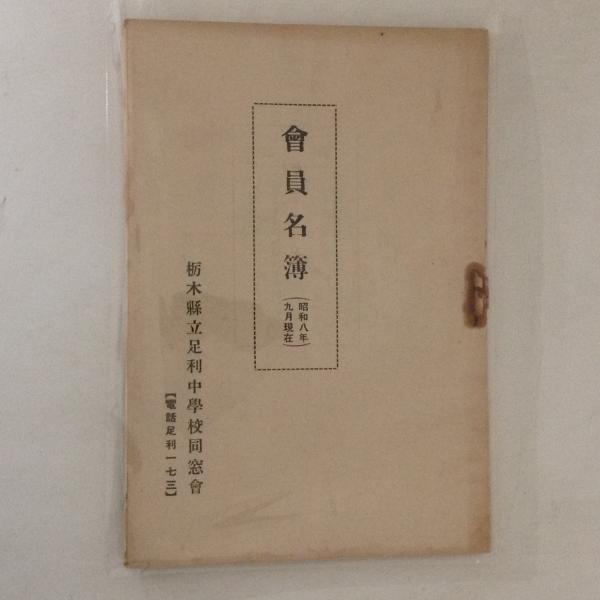 會員名簿
(昭和八年
九月現在)
栃木縣立足利中學校同窓會
【電話足利一七三】